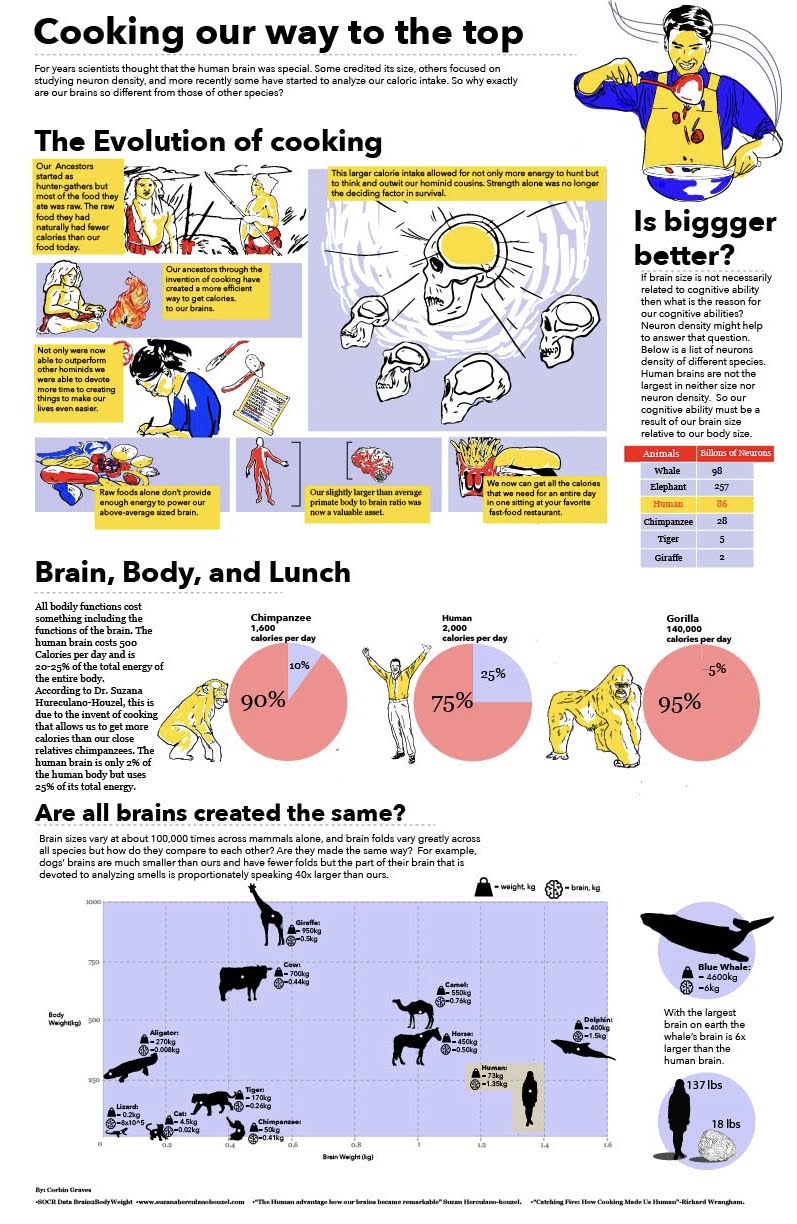 Cooking our way to the top
For years scientists thought that the human brain was special. Some credited its size, others focused on
studying neuron density, and more recently some have started to analyze our caloric intake. So why exactly
are our brains so different from those of other species?
The Evolution of cooking
Our Ancestors
started as
hunter-gathers but
most of the food they
ate was raw. The raw
food they had
naturally had fewer
calories than our
food today.
Our ancestors through the
invention of cooking have
created a more efficient
way to get calories.
to our brains.
Not only were now
able to outperform
other hominids we
were able to devote
more time to creating
things to make our
lives even easier.
This larger calorie intake allowed for not only more energy to hunt but
to think and outwit our hominid cousins. Strength alone was no longer
the deciding factor in survival.
Raw foods alone don't provide
enough energy to power our
above-average sized brain.
Our slightly larger than average
primate body to brain ratio was
now a valuable asset.
We now can get all the calories
that we need for an entire day
in one sitting at your favorite
fast-food restaurant.
Is bigggr
better?
If brain size is not necessarily
related to cognitive ability
then what is the reason for
our cognitive abilities?
Neuron density might help
to answer that question.
Below is a list of neurons
density of different species.
Human brains are not the
largest in neither size nor
neuron density. So our
cognitive ability must be a
result of our brain size
relative to our body size.
Animals Billons of Neurons
Whale 98
Elephant 257
Human 86
Chimpanzee 28
Tiger 5
Giraffe 2
Brain, Body, and Lunch
All bodily functions cost
something including the
functions of the brain. The
human brain costs 500
Calories per day and is
20-25% of the total energy of
the entire body.
According to Dr. Suzana
Hureculano-Houzel, this is
due to the invent of cooking
that allows us to get more
calories than our close
relatives chimpanzees. The
human brain is only 2% of
the human body but uses
25% of its total energy.
Chimpanzee
1,600
calories per day
10%
90%
Human
2,000
calories per day
25%
75%
Gorilla
140,000
calories per day
5%
95%
Are all brains created the same?
Brain sizes vary at about 100,000 times across mammals alone, and brain folds vary greatly across
all species but how do they compare to each other? Are they made the same way? For example,
dogs' brains are much smaller than ours and have fewer folds but the part of their brain that is
devoted to analyzing smells is proportionately speaking 40x larger than ours.
= weight, kg = brain, kg
1000
750
500
250
0
Body
Weight(kg)
Giraffe:
= 950kg
=0.5kg
Cow:
= 700kg
=0.44kg
Camel:
= 550kg
=0.76kg
Dolphin:
= 400kg
=1.5kg
Aligator:
= 270kg
=0.008kg
Horse:
= 450kg
=0.50kg
Human:
= 73kg
=1.35kg
Tiger:
= 170kg
=0.26kg
Lizard:
= 0.2kg
=8x10^5
Cat:
= 4.5kg
=0.02kg
Chimpanzee:
= 50kg
=0.41kg
0.2 0.4 0.6 0.8 1 1.2 1.4 1.6
Brain Weight (kg)
Blue Whale:
= 4600kg
=6kg
With the largest
brain on earth the
whale's brain is 6x
larger than the
human brain.
137 lbs
18 lbs
By: Corbin Graves
•SOCR Data Brain2BodyWeight •www.suzanaherculanohouzel.com •"The Human advantage how our brains became remarkable" Suzan Herculano-houzel. •"Catching Fire: How Cooking Made Us Human"-Richard Wrangham.